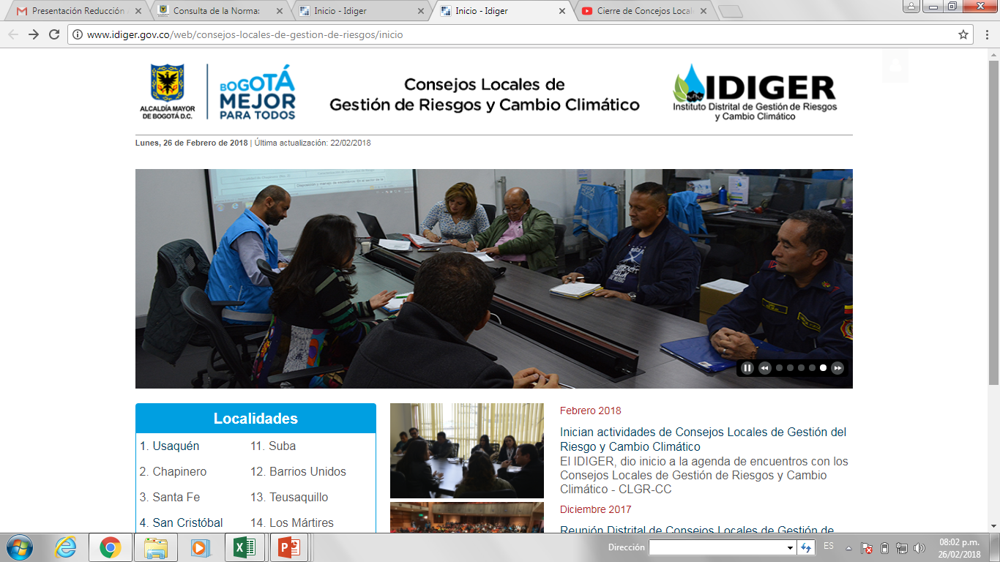 Presentación Reducción
Consulta de la Norma:
Inicio - Idiger
Inicio - Idiger
Cierre de Concejos Local
www.idiger.gov.co/web/consejos-locales-de-gestion-de-riesgos/inicio
ALCALDÍA MAYOR
DE BOGOTÁ D.C.
BOGOTÁ
MEJOR
PARA TODOS
Consejos Locales de
Gestión de Riesgos y Cambio Climático
IDIGER
Instituto Distrital de Gestión de Riesgos
y Cambio Climático
Lunes, 26 de Febrero de 2018 | Última actualización: 22/02/2018
Localidades
1. Usaquén
11. Suba
2. Chapinero
12. Barrios Unidos
3. Santa Fe
13. Teusaquillo
4. San Cristóbal
14. Los Mártires
Febrero 2018
Inician actividades de Consejos Locales de Gestión del
Riesgo y Cambio Climático
El IDIGER, dio inicio a la agenda de encuentros con los
Consejos Locales de Gestión de Riesgos y Cambio
Climático - CLGR-CC
Diciembre 2017
Reunión Distrital de Consejos Locales de Gestión de
Dirección
ES
08:02 p.m.
26/02/2018